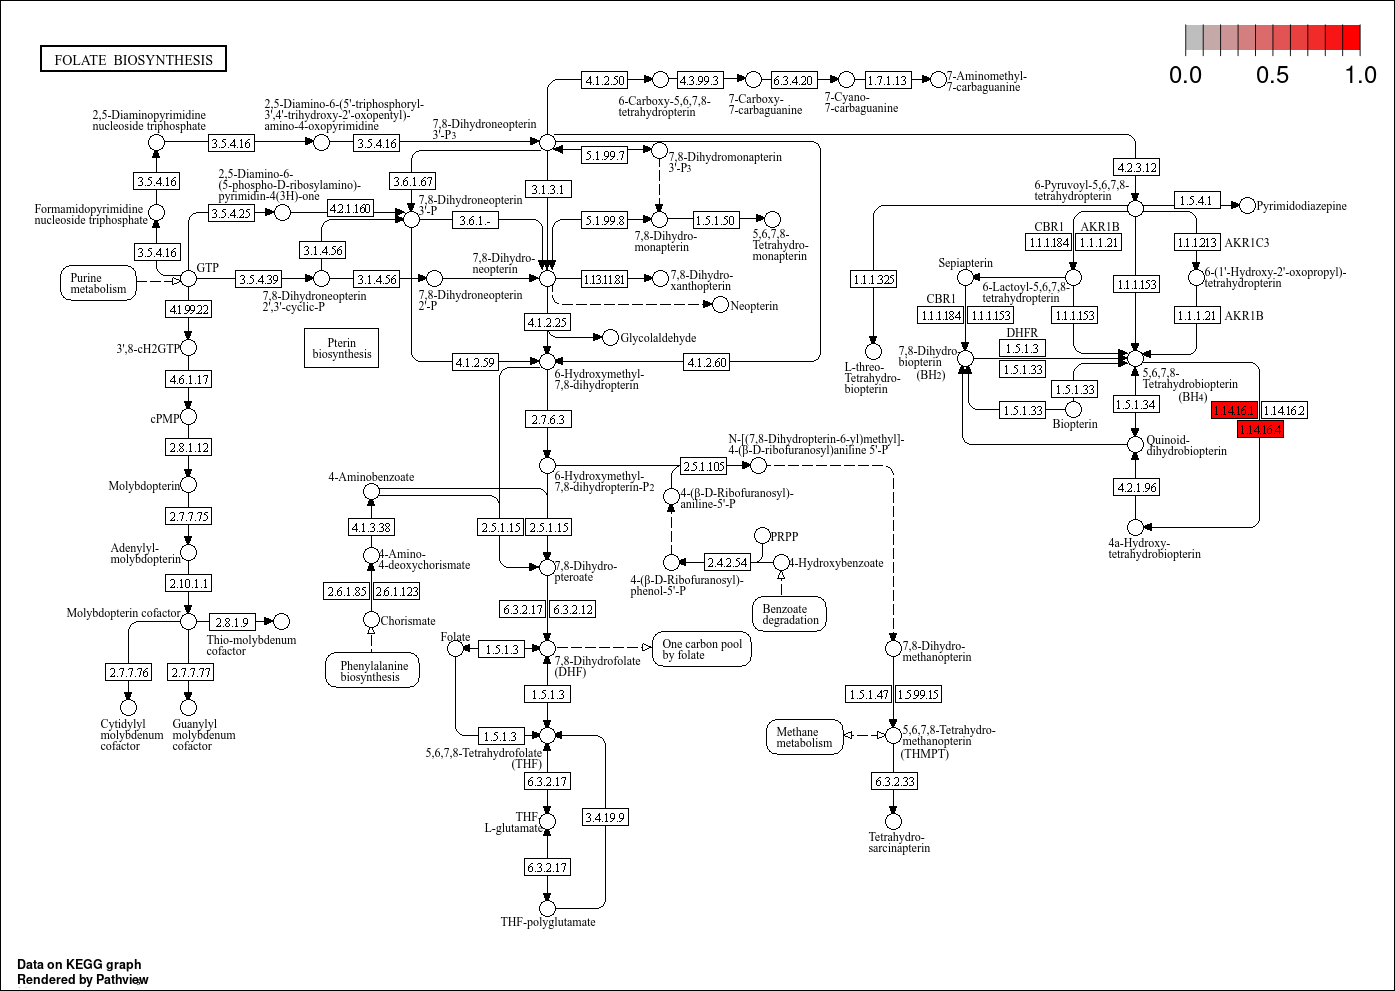 FOLATE BIOSYNTHESIS
0.0 0.5 1.0
4.1.2.50
4.3.99.3
6.3.4.20
1.7.1.13
7-Aminomethyl-
7-carbaguanine
6-Carboxy-5,6,7,8-
tetrahydropterin
7-Carboxy-
7-carbaguanine
7-Cyano-
7-carbaguanine
2,5-Diaminopyrimidine
nucleoside triphosphate
2,5-Diamino-6-(5'-triphosphoryl-
3',4'-trihydroxy-2'-oxopentyl)-
amino-4-oxopyrimidine
7,8-Dihydroneopterin
3'-P3
3.5.4.16
3.5.4.16
5.1.99.7
7,8-Dihydromonapterin
3'-P3
4.2.3.12
3.5.4.16
2,5-Diamino-6-
(5-phospho-D-ribosylamino)-
pyrimidin-4(3H)-one
3.6.1.67
3.1.3.1
7,8-Dihydroneopterin
3'-P
6-Pyruvoyl-5,6,7,8-
tetrahydropterin
1.5.4.1
Pyrimidodiazepine
Formamidopyrimidine
nucleoside triphosphate
3.5.4.25
4.2.1.160
3.6.1.-
5.1.99.8
1.5.1.50
7,8-Dihydro-
monapterin
5,6,7,8-
Tetrahydro-
monapterin
CBR1
AKR1B
1.1.1.184
1.1.1.21
1.1.1.213
AKR1C3
3.5.4.16
3.1.4.56
Purine
metabolism
GTP
3.5.4.39
3.1.4.56
7,8-Dihydro-
neopterin
1.13.11.81
7,8-Dihydro-
xanthopterin
1.1.1.325
Sepiapterin
6-Lactoyl-5,6,7,8-
tetrahydropterin
1.1.1.153
6-(1'-Hydroxy-2'-oxopropyl)-
tetrahydropterin
7,8-Dihydroneopterin
2',3'-cyclic-P
7,8-Dihydroneopterin
2'-P
Neopterin
4.1.99.22
4.1.2.25
CBR1
1.1.1.184
1.1.1.153
1.1.1.153
1.1.1.21
AKR1B
Pterin
biosynthesis
Glycolaldehyde
3',8-cH2GTP
DHFR
1.5.1.3
1.5.1.33
4.1.2.59
4.1.2.60
L-threo-
Tetrahydro-
biopterin
7,8-Dihydro-
biopterin
(BH2)
6-Hydroxymethyl-
7,8-dihydropterin
5,6,7,8-
Tetrahydrobiopterin
(BH4)
4.6.1.17
1.5.1.33
1.5.1.33
Biopterin
1.5.1.34
1.14.16.1
1.14.16.2
1.14.16.4
cPMP
2.7.6.3
2.8.1.12
N-[(7,8-Dihydropterin-6-yl)methyl]-
4-(β-D-ribofuranosyl)aniline 5'-P
Quinoid-
dihydrobiopterin
2.5.1.105
6-Hydroxymethyl-
7,8-dihydropterin-P2
4-Aminobenzoate
Molybdopterin
4-(β-D-Ribofuranosyl)-
aniline-5'-P
4.2.1.96
2.7.7.75
4.1.3.38
2.5.1.15
2.5.1.15
PRPP
4a-Hydroxy-
tetrahydrobiopterin
Adenylyl-
molybdopterin
4-Amino-
4-deoxychorismate
7,8-Dihydro-
pteroate
2.4.2.54
4-Hydroxybenzoate
4-(β-D-Ribofuranosyl)-
phenol-5'-P
2.10.1.1
2.6.1.85
2.6.1.123
6.3.2.17
6.3.2.12
Benzoate
degradation
Molybdopterin cofactor
2.8.1.9
Thio-molybdenum
cofactor
Chorismate
Folate
1.5.1.3
One carbon pool
by folate
7,8-Dihydro-
methanopterin
2.7.7.76
2.7.7.77
Phenylalanine
biosynthesis
7,8-Dihydrofolate
(DHF)
1.5.1.3
1.5.1.47
1.5.99.15
Cytidylyl
molybdenum
cofactor
Guanylyl
molybdenum
cofactor
1.5.1.3
5,6,7,8-Tetrahydrofolate
(THF)
Methane
metabolism
5,6,7,8-Tetrahydro-
methanopterin
(THMPT)
6.3.2.17
6.3.2.33
THF
L-glutamate
3.4.19.9
Tetrahydro-
sarcinapterin
6.3.2.17
THF-polyglutamate
Data on KEGG graph
Rendered by Pathview